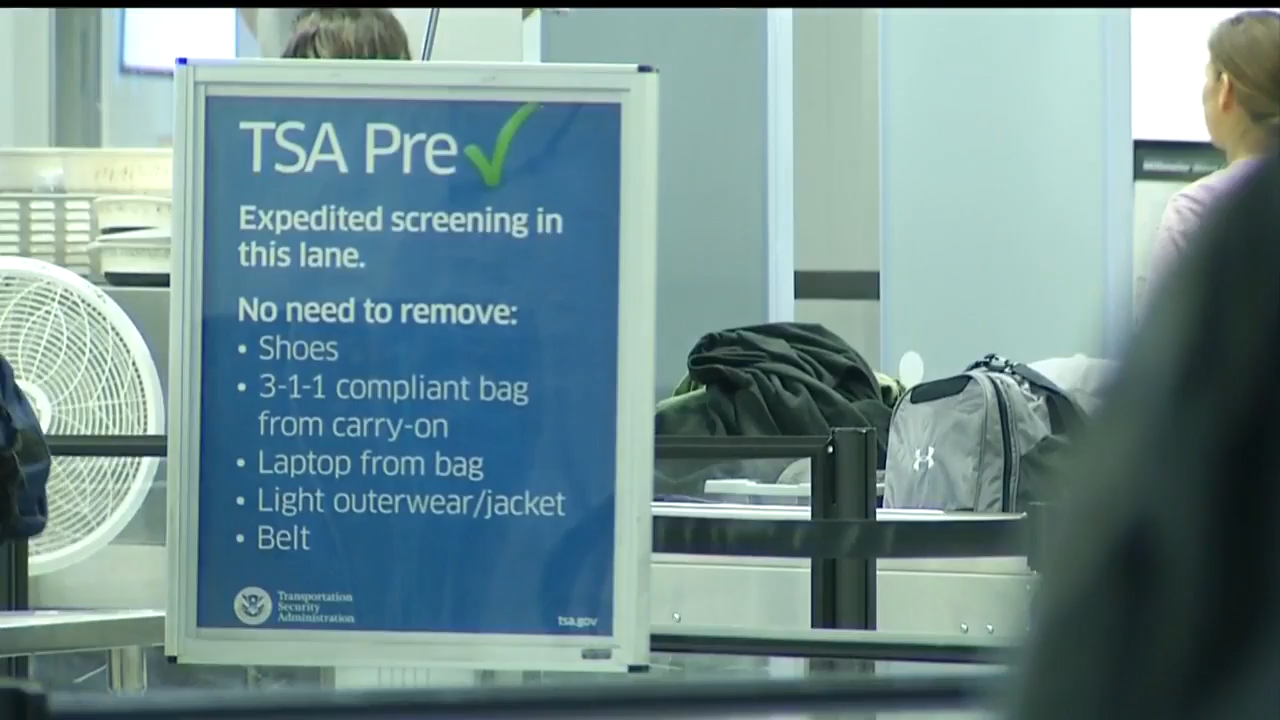 TSA Pre✓
Expedited screening in
this lane.
No need to remove:
• Shoes
• 3-1-1 compliant bag
from carry-on
• Laptop from bag
• Light outerwear/jacket
• Belt
Transportation
Security
Administration
tsa.gov